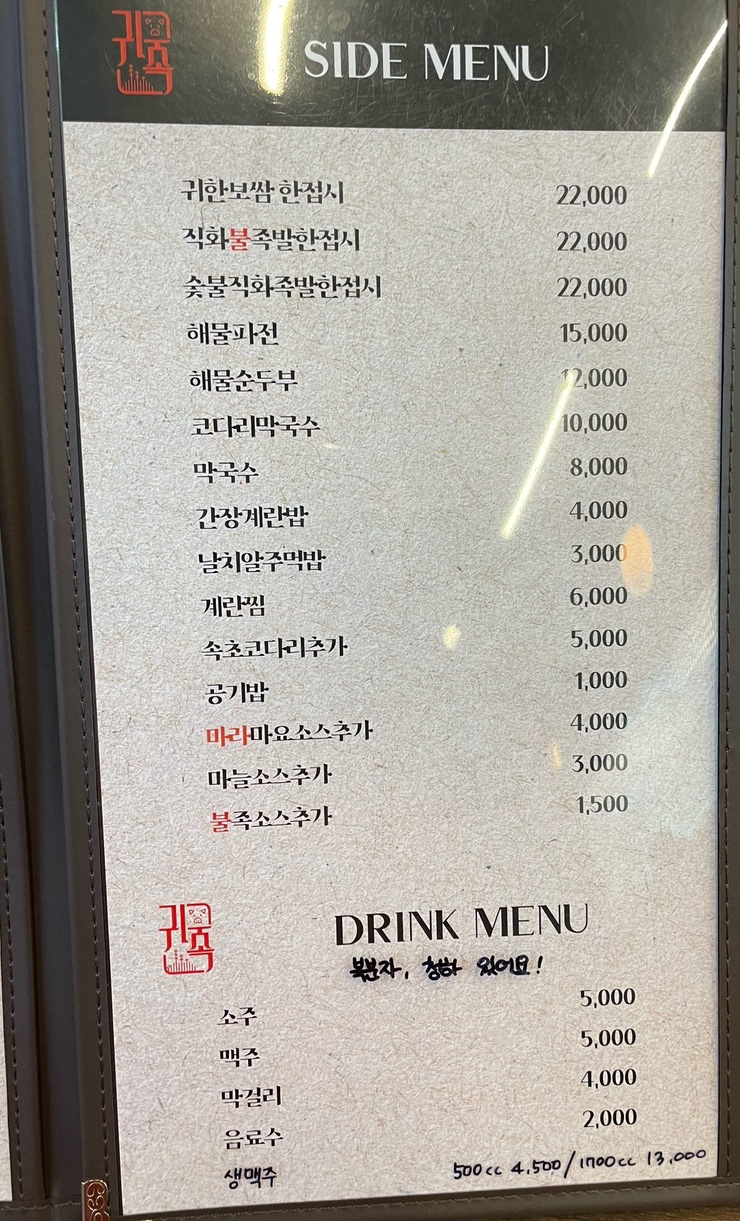 귀한족
SIDE MENU
귀한보쌈 한접시 22,000
직화불족발한접시 22,000
숯불직화족발한접시 22,000
해물파전 15,000
해물순두부 12,000
코다리막국수 10,000
막국수 8,000
간장계란밥 4,000
날치알주먹밥 3,000
계란찜 6,000
속초코다리추가 5,000
공기밥 1,000
마라마요소스추가 4,000
마늘소스추가 3,000
불족소스추가 1,500
귀한족
DRINK MENU
복분자, 청하 있어요!
소주 5,000
맥주 5,000
막걸리 4,000
음료수 2,000
생맥주 500cc 4,500/1700cc 13,000